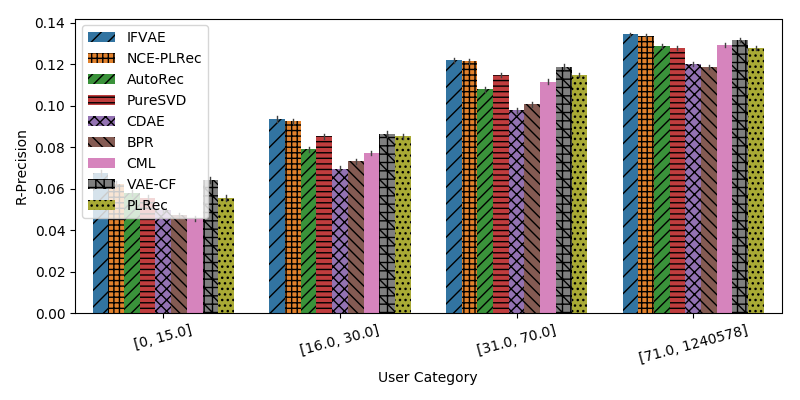 0.14
0.12
0.10
0.08
0.06
0.04
0.02
0.00
R-Precision
IFVAE
NCE-PLRec
AutoRec
PureSVD
CDAE
BPR
CML
VAE-CF
PLRec
[0, 15.0]
[16.0, 30.0]
[31.0, 70.0]
[71.0, 1240578]
User Category